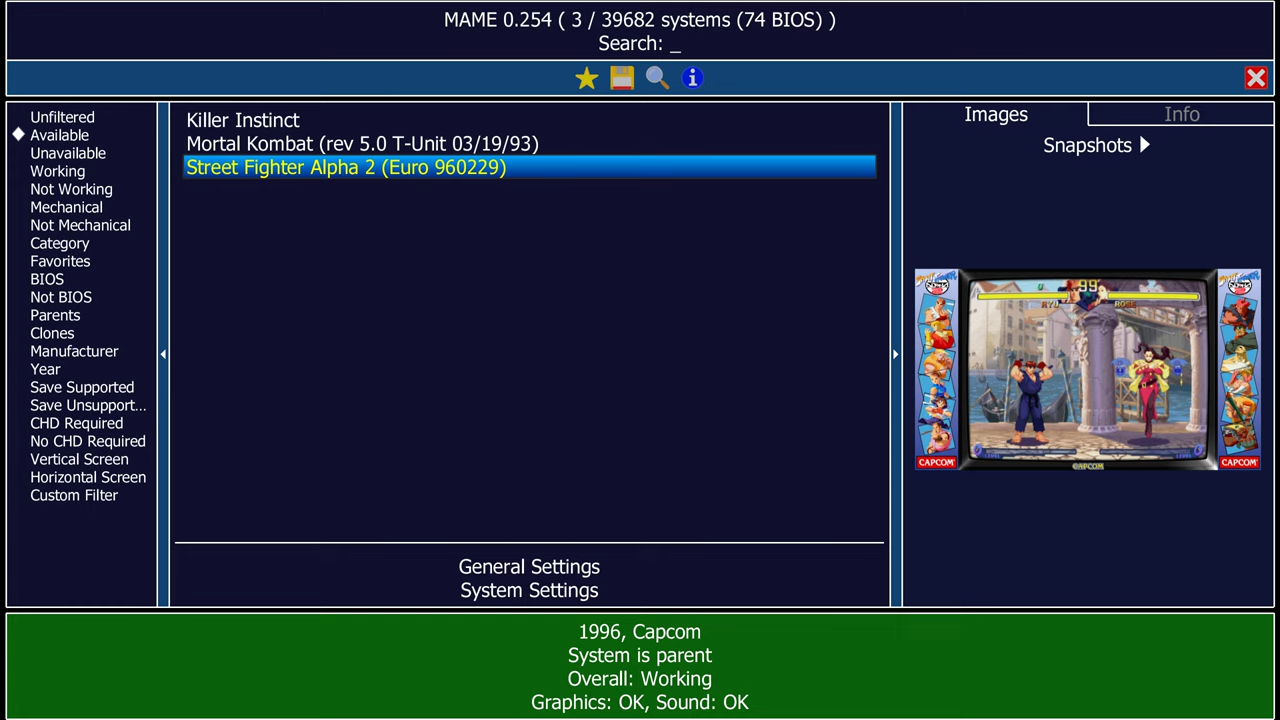 MAME 0.254 ( 3 / 39682 systems (74 BIOS) )
Search: _
Unfiltered
Available
Unavailable
Working
Not Working
Mechanical
Not Mechanical
Category
Favorites
BIOS
Not BIOS
Parents
Clones
Manufacturer
Year
Save Supported
Save Unsupport...
CHD Required
No CHD Required
Vertical Screen
Horizontal Screen
Custom Filter
Killer Instinct
Mortal Kombat (rev 5.0 T-Unit 03/19/93)
Street Fighter Alpha 2 (Euro 960229)
General Settings
System Settings
Images
Info
Snapshots
99
RYU
ROSE
CAPCOM
CAPCOM
CAPCOM
1996, Capcom
System is parent
Overall: Working
Graphics: OK, Sound: OK